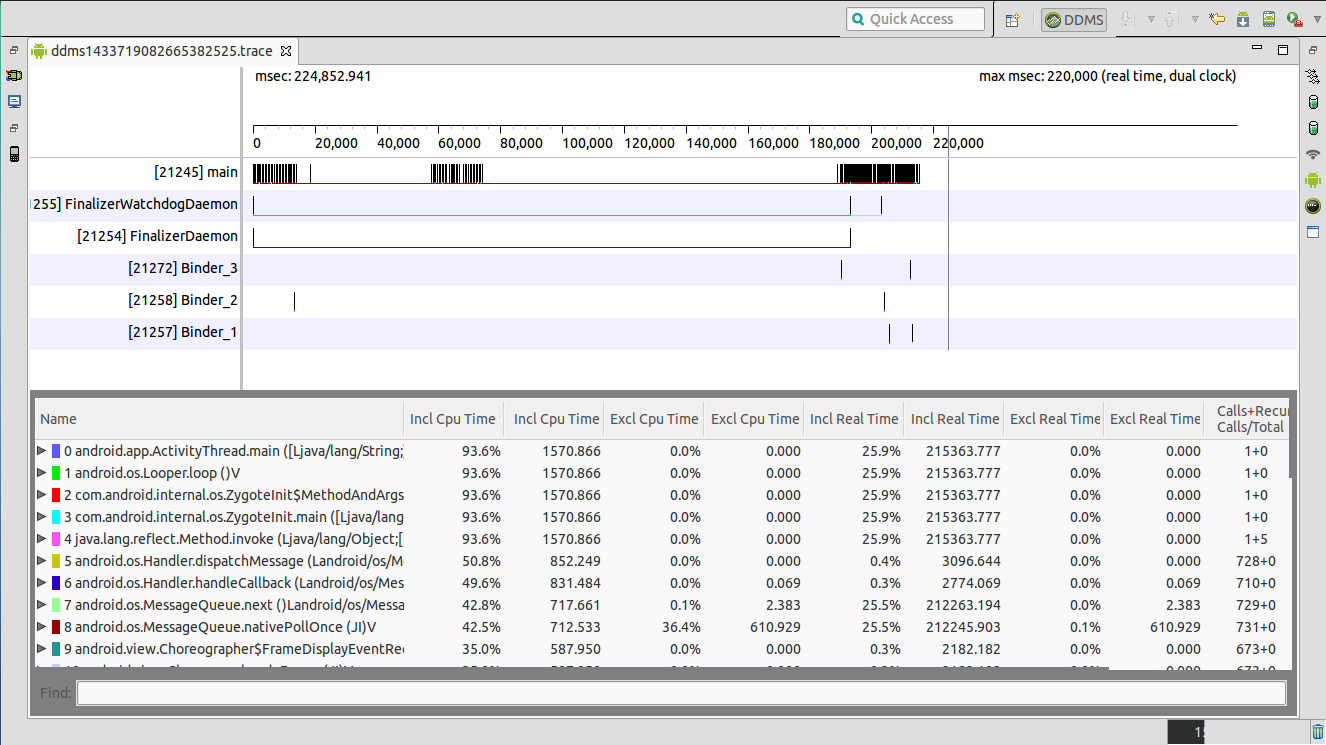 Quick Access
DDMS
ddms1433719082665382525.trace
msec: 224,852.941 max msec: 220,000 (real time, dual clock)
0 20,000 40,000 60,000 80,000 100,000 120,000 140,000 160,000 180,000 200,000 220,000
[21245] main
255] FinalizerWatchdogDaemon
[21254] FinalizerDaemon
[21272] Binder_3
[21258] Binder_2
[21257] Binder_1
Name Incl Cpu Time Incl Cpu Time Excl Cpu Time Excl Cpu Time Incl Real Time Incl Real Time Excl Real Time Excl Real Time Calls+Recur
Calls/Total
0 android.app.ActivityThread.main ([Ljava/lang/String; 93.6% 1570.866 0.0% 0.000 25.9% 215363.777 0.0% 0.000 1+0
1 android.os.Looper.loop ()V 93.6% 1570.866 0.0% 0.000 25.9% 215363.777 0.0% 0.000 1+0
2 com.android.internal.os.ZygoteInit$MethodAndArgs 93.6% 1570.866 0.0% 0.000 25.9% 215363.777 0.0% 0.000 1+0
3 com.android.internal.os.ZygoteInit.main ([Ljava/lang 93.6% 1570.866 0.0% 0.000 25.9% 215363.777 0.0% 0.000 1+0
4 java.lang.reflect.Method.invoke (Ljava/lang/Object;[ 93.6% 1570.866 0.0% 0.000 25.9% 215363.777 0.0% 0.000 1+5
5 android.os.Handler.dispatchMessage (Landroid/os/M 50.8% 852.249 0.0% 0.000 0.4% 3096.644 0.0% 0.000 728+0
6 android.os.Handler.handleCallback (Landroid/os/Mes 49.6% 831.484 0.0% 0.069 0.3% 2774.069 0.0% 0.069 710+0
7 android.os.MessageQueue.next ()Landroid/os/Messa 42.8% 717.661 0.1% 2.383 25.5% 212263.194 0.0% 2.383 729+0
8 android.os.MessageQueue.nativePollOnce (JI)V 42.5% 712.533 36.4% 610.929 25.5% 212245.903 0.1% 610.929 731+0
9 android.view.Choreographer$FrameDisplayEventRec 35.0% 587.950 0.0% 0.000 0.3% 2182.182 0.0% 0.000 673+0
Find: